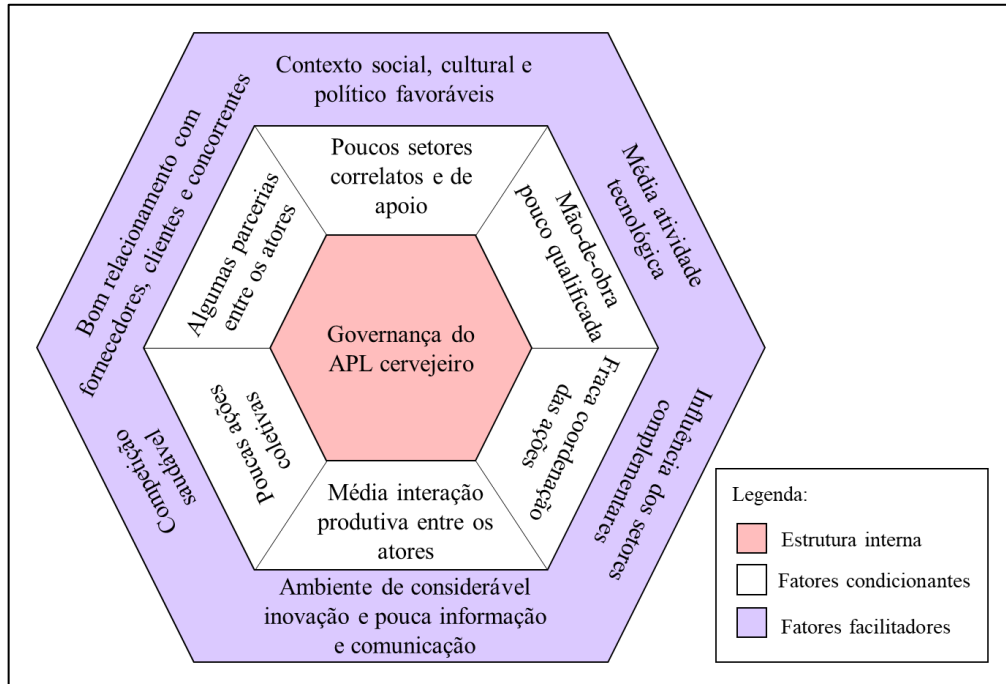 Contexto social, cultural e
político favoráveis
Bom relacionamento com
fornecedores, clientes e concorrentes
Média atividade
tecnológica
Poucos setores
correlatos e de
apoio
Algumas parcerias
entre os atores
Mão-de-obra
pouco qualificada
Governança do
APL cervejeiro
Poucas ações
coletivas
Fraca coordenação
das ações
Média interação
produtiva entre os
atores
Competição
saudável
Influência dos setores
complementares
Ambiente de considerável
inovação e pouca informação
e comunicação
Legenda:
Estrutura interna
Fatores condicionantes
Fatores facilitadores